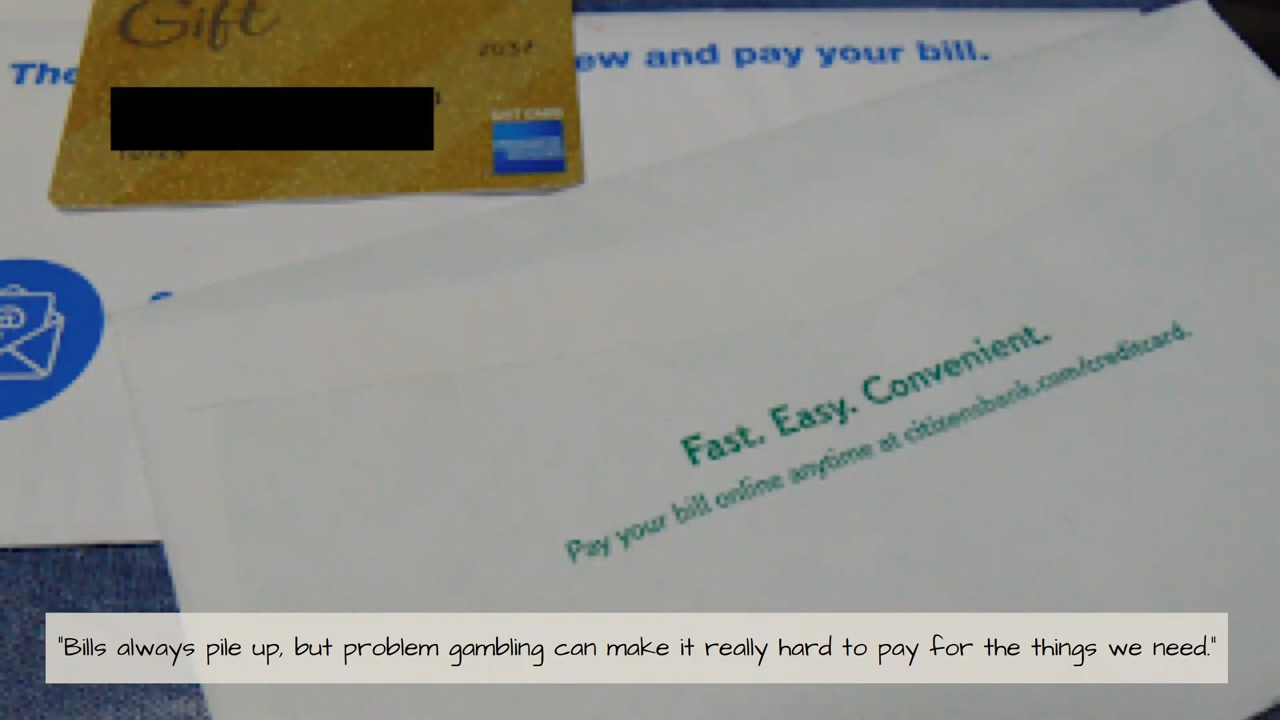 Gift
The
ew and pay your bill.
GIFT CARD
AMERICAN
EXPRESS
Fast. Easy. Convenient.
Pay your bill online anytime at citizensbank.com/creditcard.
"Bills always pile up, but problem gambling can make it really hard to pay for the things we need."